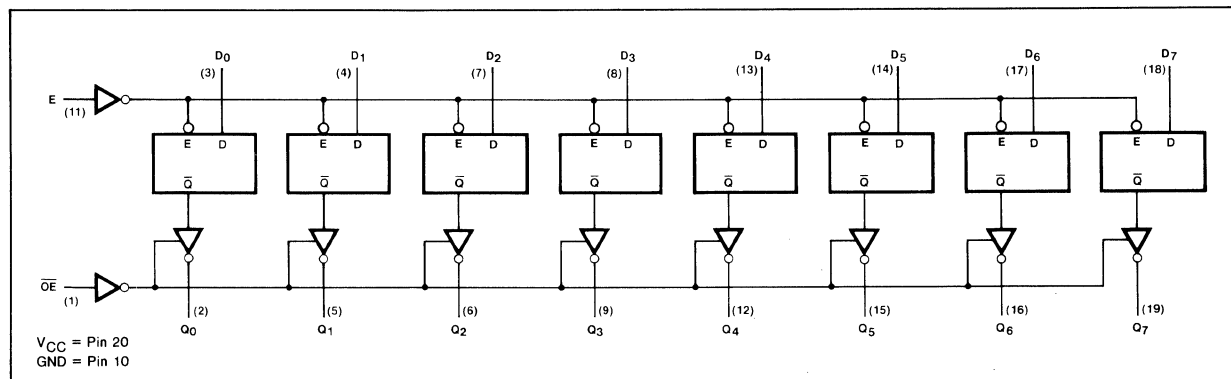 D0 D1 D2 D3 D4 D5 D6 D7
(3) (4) (7) (8) (13) (14) (17) (18)
E
(11)
E D E D E D E D E D E D E D E D
Q̅ Q̅ Q̅ Q̅ Q̅ Q̅ Q̅ Q̅
O̅E̅
(1)
(2) (5) (6) (9) (12) (15) (16) (19)
Q0 Q1 Q2 Q3 Q4 Q5 Q6 Q7
VCC = Pin 20
GND = Pin 10